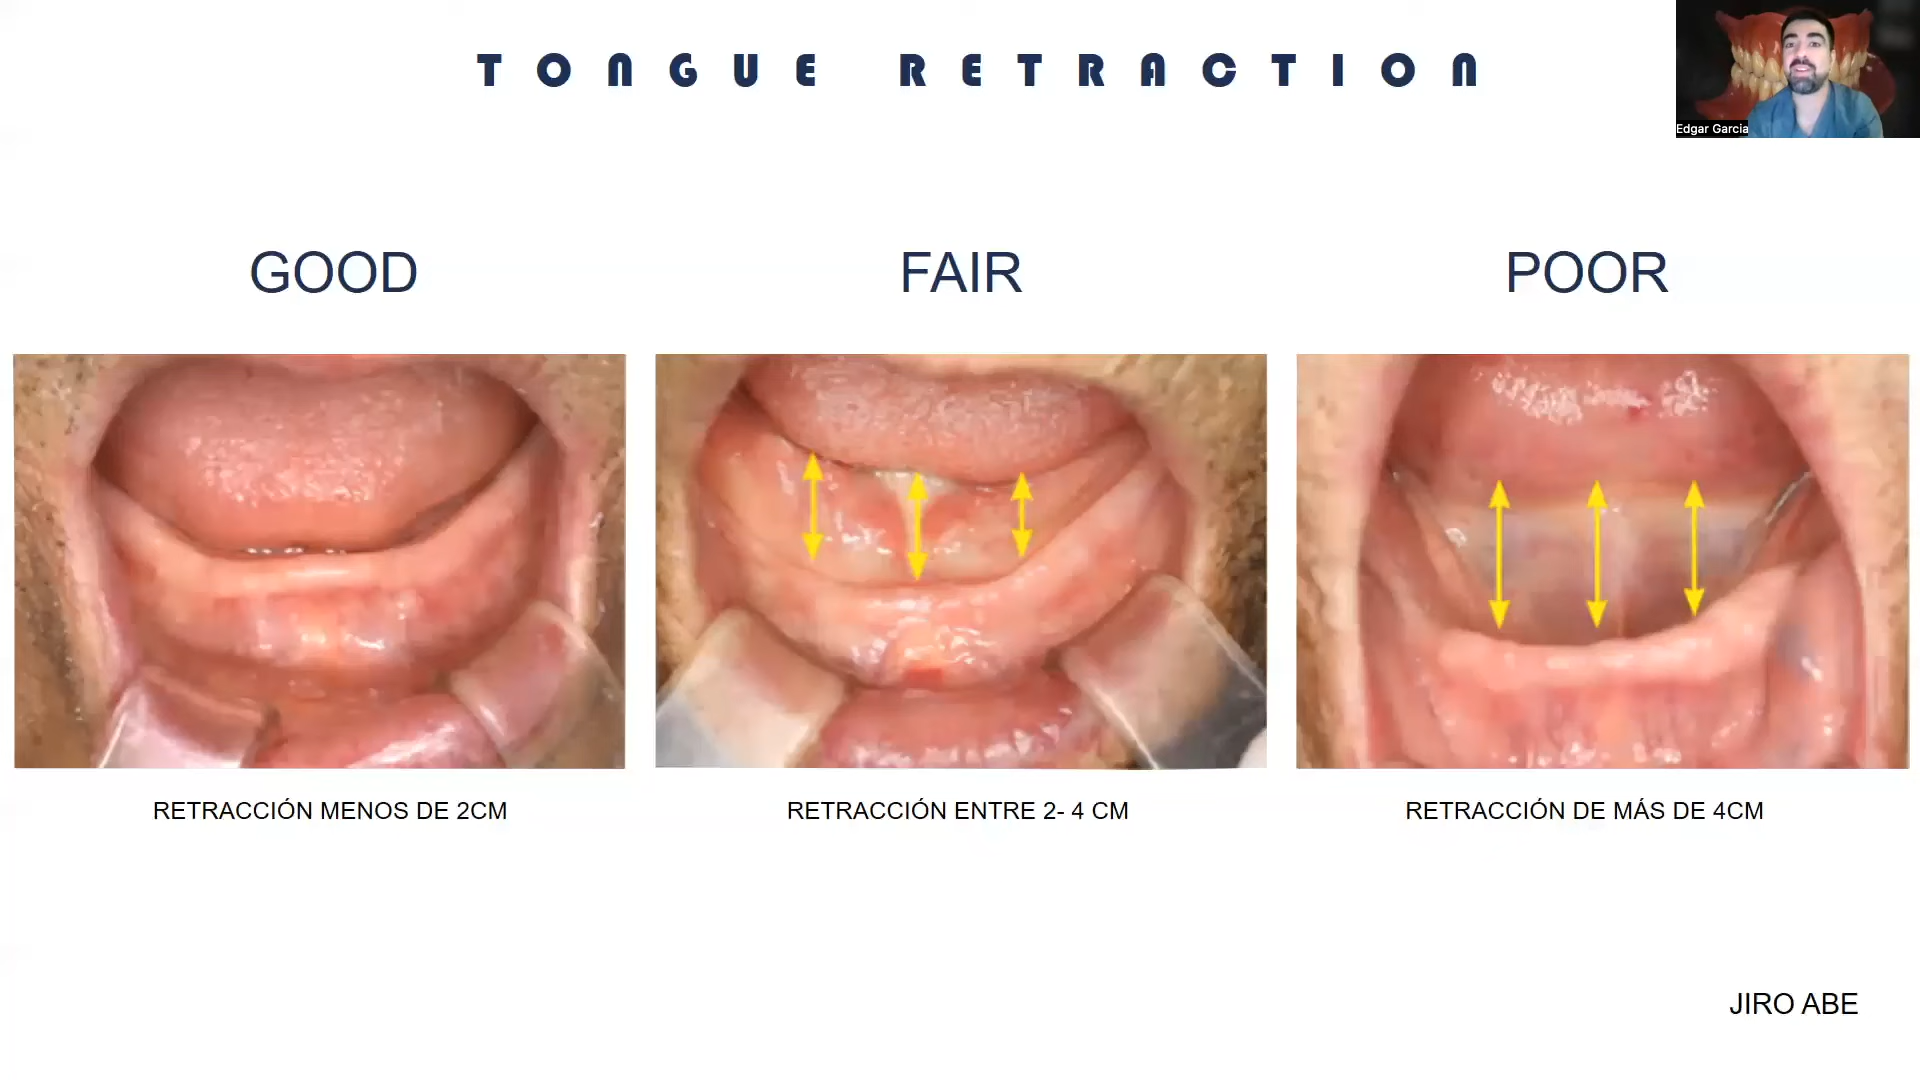 TONGUE RETRACTION
Edgar Garcia
GOOD
FAIR
POOR
RETRACCIÓN MENOS DE 2CM
RETRACCIÓN ENTRE 2- 4 CM
RETRACCIÓN DE MÁS DE 4CM
JIRO ABE